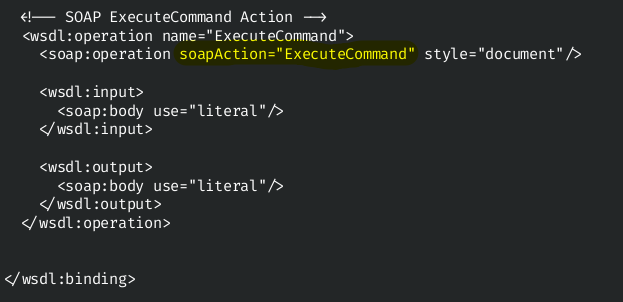 <!-- SOAP ExecuteCommand Action -->
<wsdl:operation name="ExecuteCommand">
<soap:operation soapAction="ExecuteCommand" style="document"/>
<wsdl:input>
<soap:body use="literal"/>
</wsdl:input>
<wsdl:output>
<soap:body use="literal"/>
</wsdl:output>
</wsdl:operation>
</wsdl:binding>